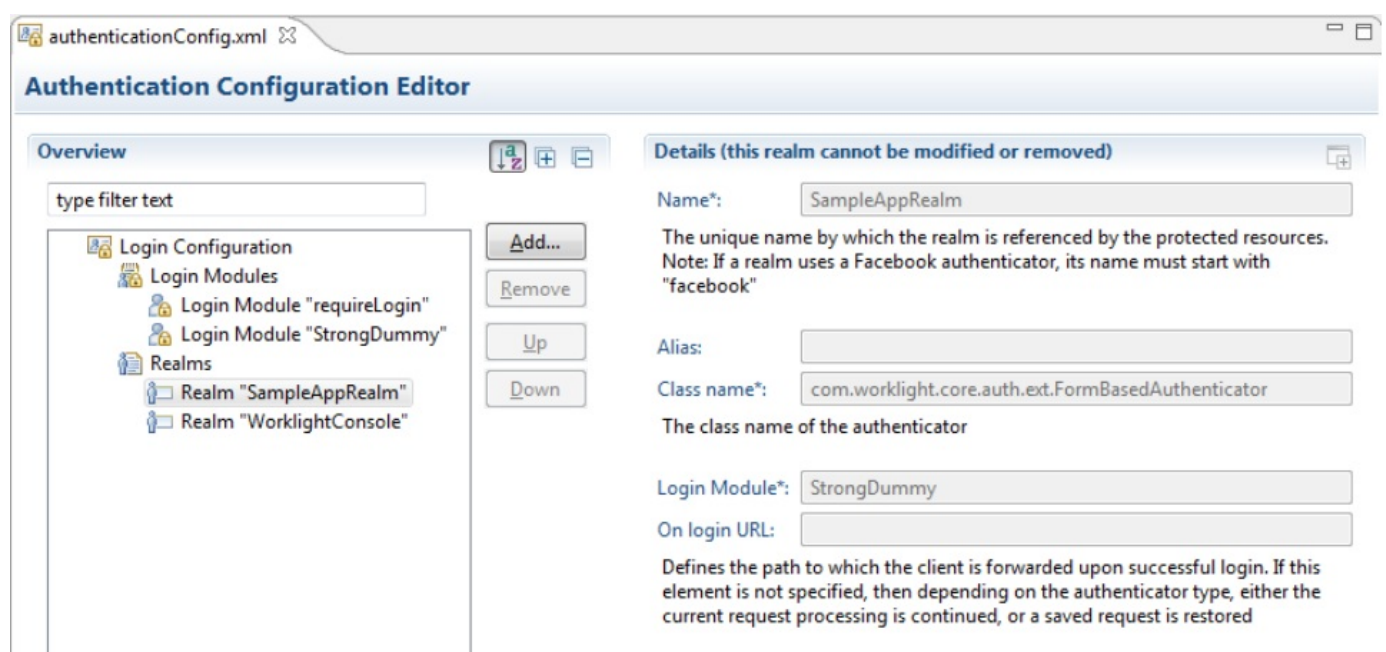 authenticationConfig.xml
Authentication Configuration Editor
Overview
type filter text
Login Configuration
Login Modules
Login Module "requireLogin"
Login Module "StrongDummy"
Realms
Realm "SampleAppRealm"
Realm "WorklightConsole"
Add...
Remove
Up
Down
Details (this realm cannot be modified or removed)
Name*: SampleAppRealm
The unique name by which the realm is referenced by the protected resources.
Note: If a realm uses a Facebook authenticator, its name must start with
"facebook"
Alias:
Class name*: com.worklight.core.auth.ext.FormBasedAuthenticator
The class name of the authenticator
Login Module*: StrongDummy
On login URL:
Defines the path to which the client is forwarded upon successful login. If this
element is not specified, then depending on the authenticator type, either the
current request processing is continued, or a saved request is restored